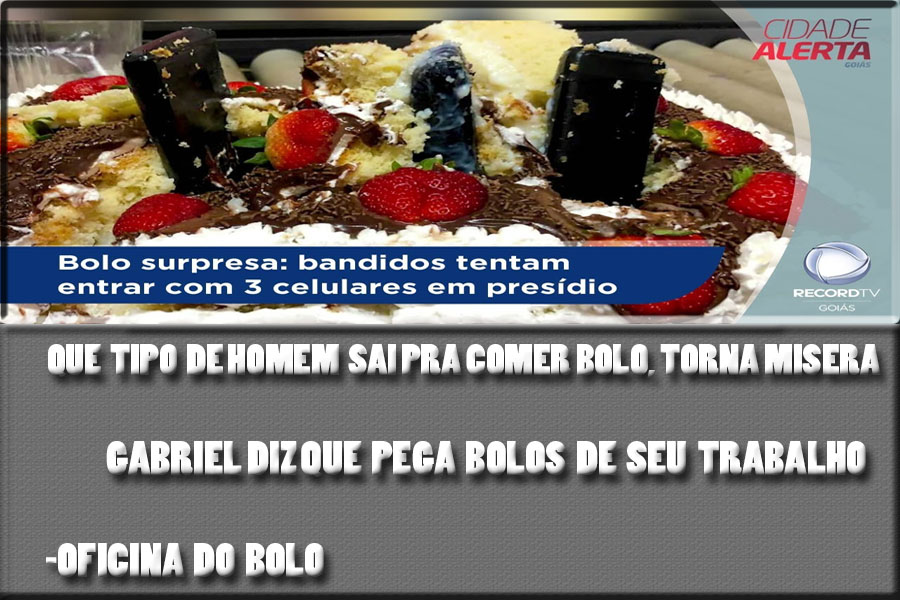 CIDADE
ALERTA
GOIÁS
Bolo surpresa: bandidos tentam
entrar com 3 celulares em presídio
RECORDTV
GOIÁS
QUE TIPO DE HOMEM SAI PRA COMER BOLO, TORNA MISERA
GABRIEL DIZ QUE PEGA BOLOS DE SEU TRABALHO
-OFICINA DO BOLO